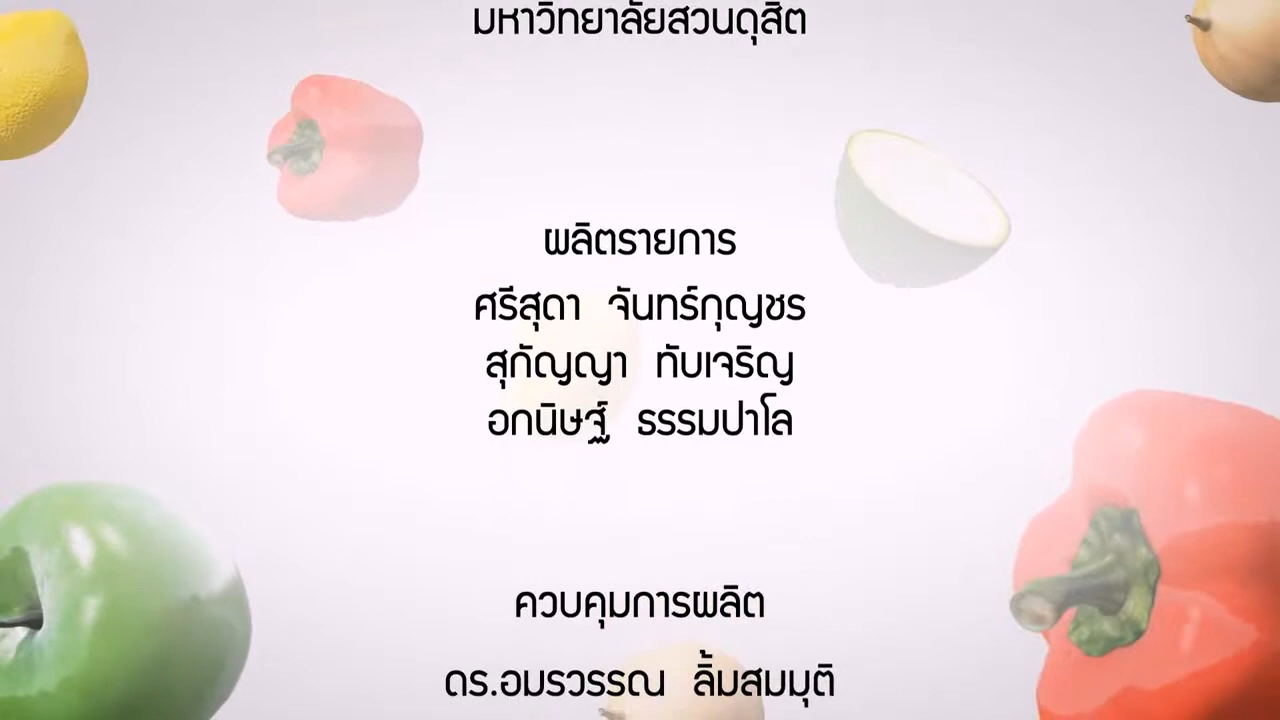 มหาวิทยาลัยสวนดุสิต
ผลิตรายการ
ศรีสุดา จันทร์กุญชร
สุกัญญา ทับเจริญ
อกนิษฐ์ ธรรมปาโล
ควบคุมการผลิต
ดร.อมรวรรณ ลิ้มสมมุติ